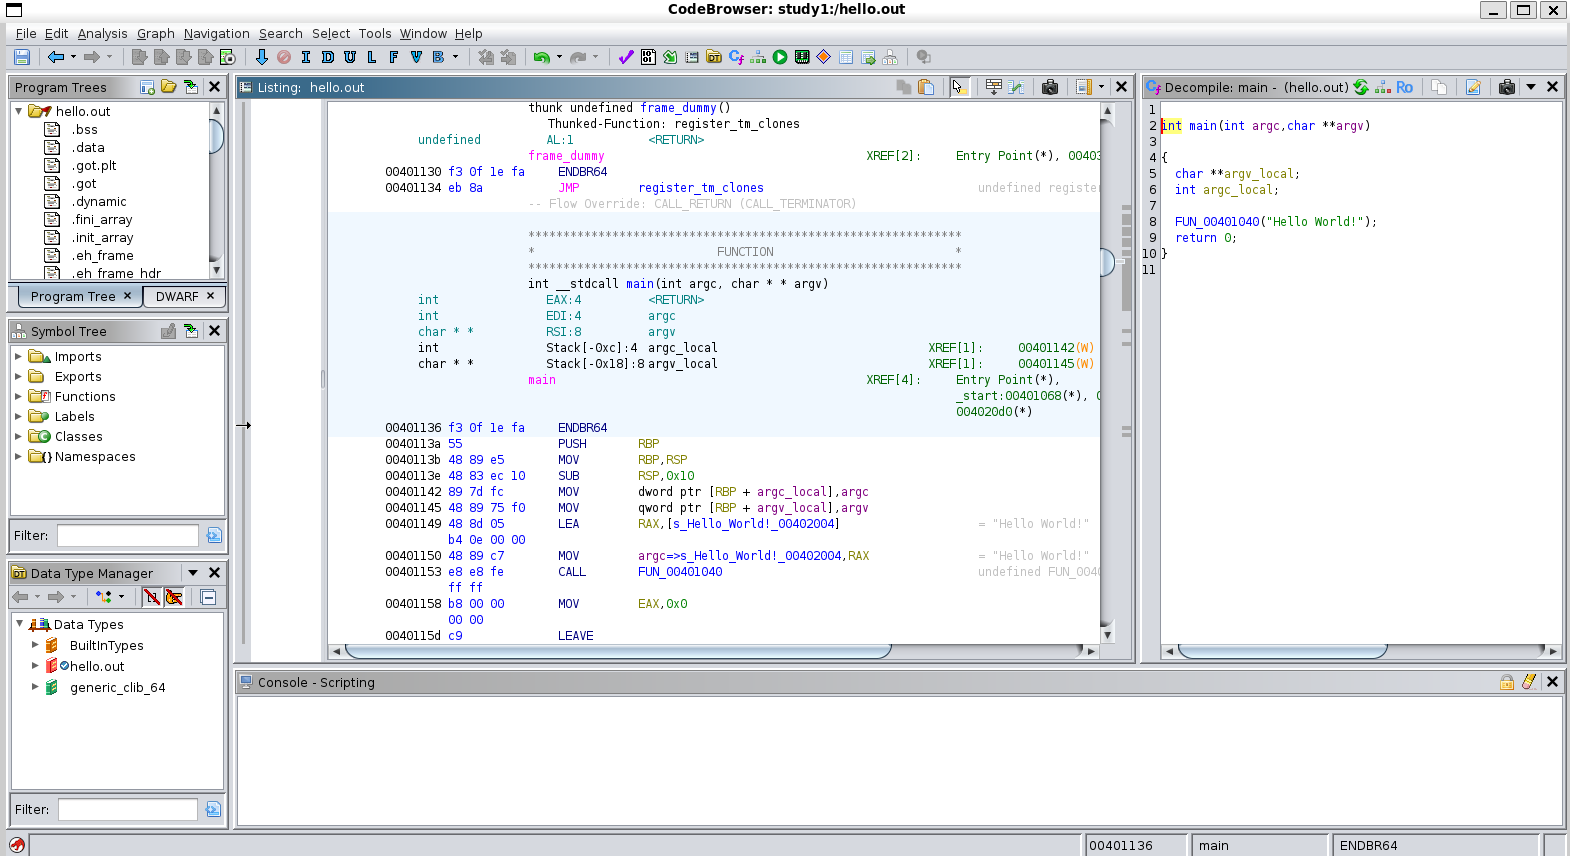 CodeBrowser: study1:/hello.out
File Edit Analysis Graph Navigation Search Select Tools Window Help
I D U L F V B
Program Trees
hello.out
.bss
.data
.got.plt
.got
.dynamic
.fini_array
.init_array
.eh_frame
.eh_frame_hdr
Program Tree × DWARF ×
Symbol Tree
Imports
Exports
Functions
Labels
Classes
Namespaces
Filter:
Data Type Manager
Data Types
BuiltInTypes
hello.out
generic_clib_64
Filter:
Listing: hello.out
thunk undefined frame_dummy()
Thunked-Function: register_tm_clones
undefined AL:1 <RETURN>
frame_dummy XREF[2]: Entry Point(*), 00403
00401130 f3 0f 1e fa ENDBR64
00401134 eb 8a JMP register_tm_clones undefined register
-- Flow Override: CALL_RETURN (CALL_TERMINATOR)
**************************************************************
* FUNCTION *
**************************************************************
int __stdcall main(int argc, char * * argv)
int EAX:4 <RETURN>
int EDI:4 argc
char * * RSI:8 argv
int Stack[-0xc]:4 argc_local XREF[1]: 00401142(W)
char * * Stack[-0x18]:8 argv_local XREF[1]: 00401145(W)
main XREF[4]: Entry Point(*),
_start:00401068(*), 0
004020d0(*)
00401136 f3 0f 1e fa ENDBR64
0040113a 55 PUSH RBP
0040113b 48 89 e5 MOV RBP,RSP
0040113e 48 83 ec 10 SUB RSP,0x10
00401142 89 7d fc MOV dword ptr [RBP + argc_local],argc
00401145 48 89 75 f0 MOV qword ptr [RBP + argv_local],argv
00401149 48 8d 05 LEA RAX,[s_Hello_World!_00402004] = "Hello World!"
b4 0e 00 00
00401150 48 89 c7 MOV argc=>s_Hello_World!_00402004,RAX = "Hello World!"
00401153 e8 e8 fe CALL FUN_00401040 undefined FUN_004
ff ff
00401158 b8 00 00 MOV EAX,0x0
00 00
0040115d c9 LEAVE
Decompile: main - (hello.out)
Ro
1
2 int main(int argc,char **argv)
3
4 {
5 char **argv_local;
6 int argc_local;
7
8 FUN_00401040("Hello World!");
9 return 0;
10 }
11
Console - Scripting
00401136 main ENDBR64